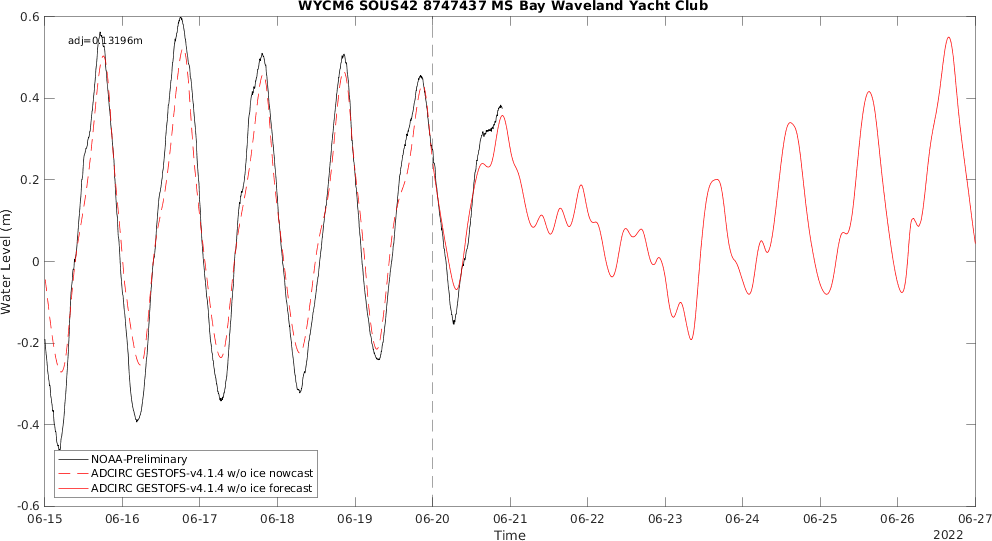 WYCM6 SOUS42 8747437 MS Bay Waveland Yacht Club
adj=0.13196m
0.6
0.4
0.2
0
-0.2
-0.4
-0.6
Water Level (m)
NOAA-Preliminary
ADCIRC GESTOFS-v4.1.4 w/o ice nowcast
ADCIRC GESTOFS-v4.1.4 w/o ice forecast
06-15 06-16 06-17 06-18 06-19 06-20 06-21 06-22 06-23 06-24 06-25 06-26 06-27
Time
2022